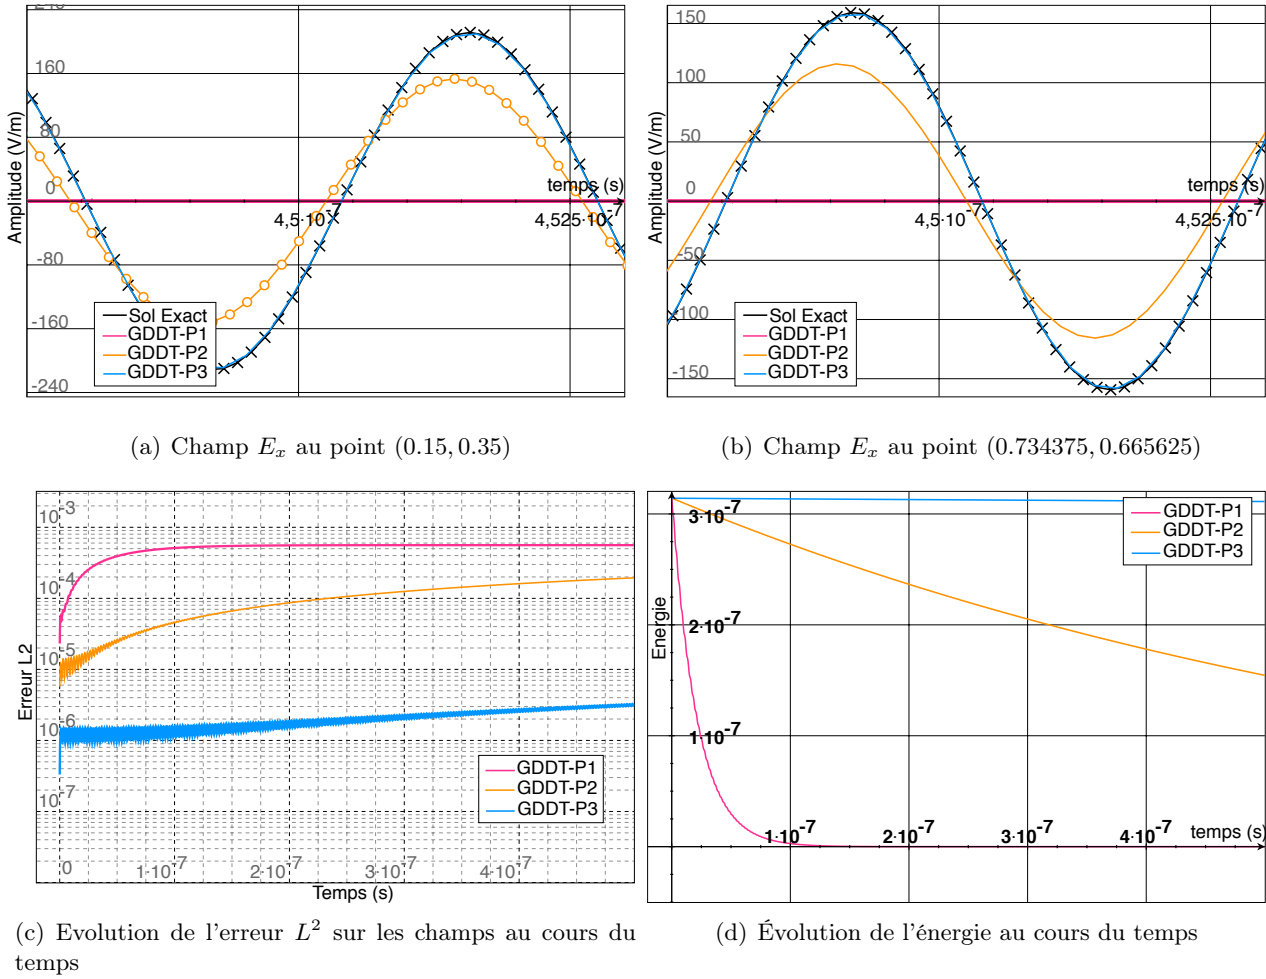 240
160
80
0
-80
-160
-240
Amplitude (V/m)
temps (s)
4,5·10-7
4,525·10-7
Sol Exact
GDDT-P1
GDDT-P2
GDDT-P3
(a) Champ Ex au point (0.15, 0.35)
150
100
50
0
-50
-100
-150
Amplitude (V/m)
temps (s)
4,5·10-7
4,525·10-7
Sol Exact
GDDT-P1
GDDT-P2
GDDT-P3
(b) Champ Ex au point (0.734375, 0.665625)
10-3
10-4
10-5
10-6
10-7
Erreur L2
0
1·10-7
2·10-7
3·10-7
4·10-7
Temps (s)
GDDT-P1
GDDT-P2
GDDT-P3
(c) Evolution de l'erreur L2 sur les champs au cours du
temps
3·10-7
2·10-7
1·10-7
Energie
1·10-7
2·10-7
3·10-7
4·10-7
temps (s)
GDDT-P1
GDDT-P2
GDDT-P3
(d) Évolution de l'énergie au cours du temps